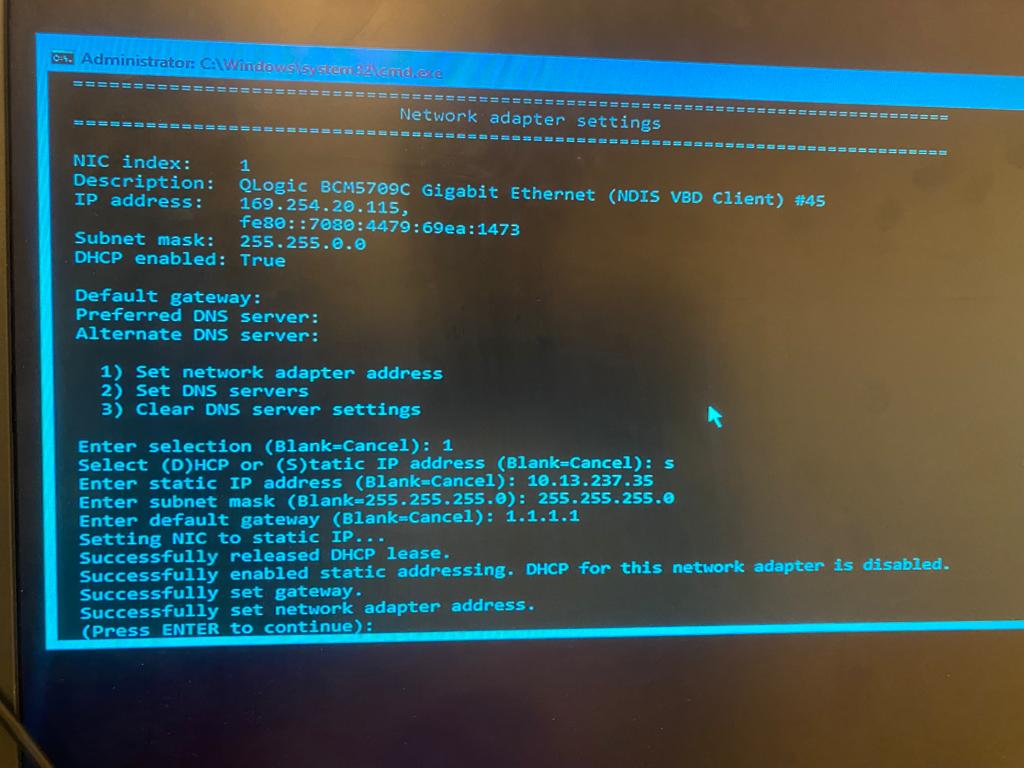 Administrator: C:\Windows\system32\cmd.exe
================================================================================
Network adapter settings
================================================================================
NIC index: 1
Description: QLogic BCM5709C Gigabit Ethernet (NDIS VBD Client) #45
IP address: 169.254.20.115,
fe80::7080:4479:69ea:1473
Subnet mask: 255.255.0.0
DHCP enabled: True
Default gateway:
Preferred DNS server:
Alternate DNS server:
1) Set network adapter address
2) Set DNS servers
3) Clear DNS server settings
Enter selection (Blank=Cancel): 1
Select (D)HCP or (S)tatic IP address (Blank=Cancel): s
Enter static IP address (Blank=Cancel): 10.13.237.35
Enter subnet mask (Blank=255.255.255.0): 255.255.255.0
Enter default gateway (Blank=Cancel): 1.1.1.1
Setting NIC to static IP...
Successfully released DHCP lease.
Successfully enabled static addressing. DHCP for this network adapter is disabled.
Successfully set gateway.
Successfully set network adapter address.
(Press ENTER to continue):